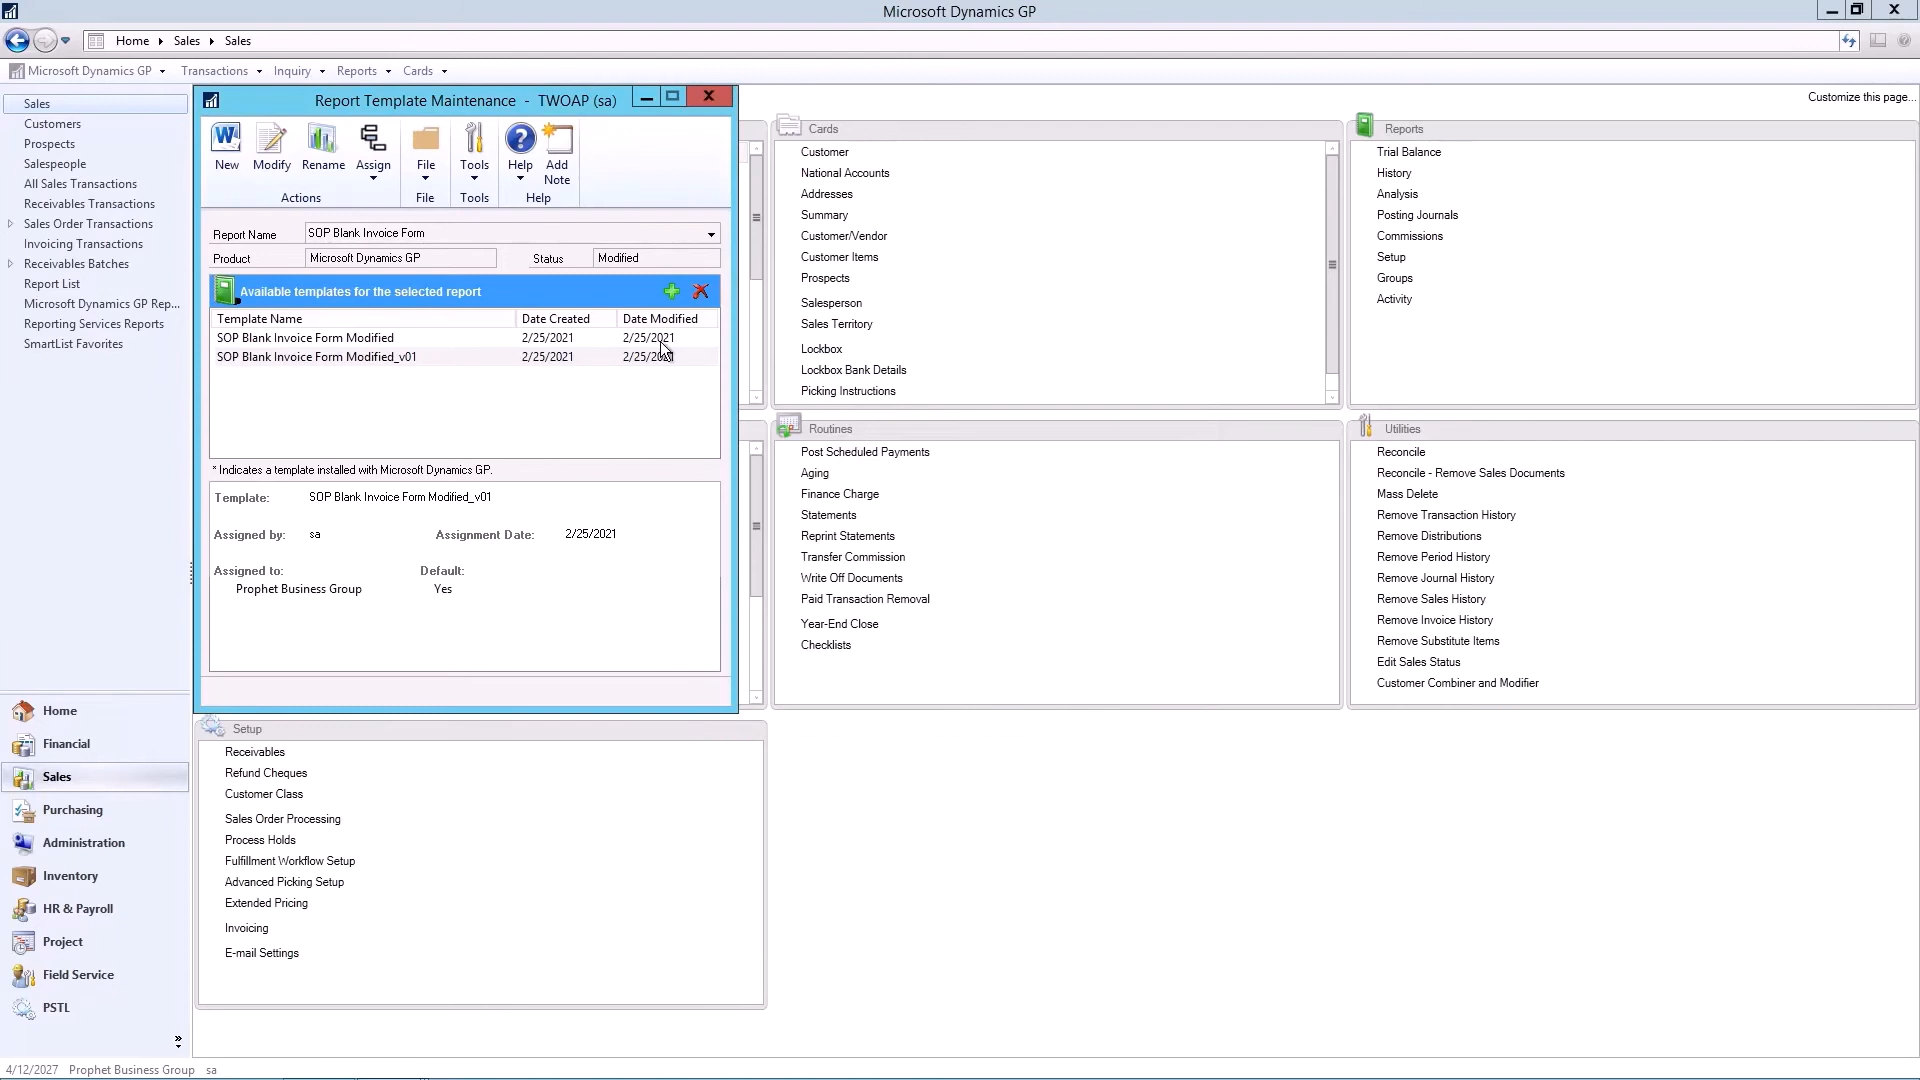 Microsoft Dynamics GP
Home Sales Sales
Microsoft Dynamics GP Transactions Inquiry Reports Cards
Customize this page...
Sales
Customers
Prospects
Salespeople
All Sales Transactions
Receivables Transactions
Sales Order Transactions
Invoicing Transactions
Receivables Batches
Report List
Microsoft Dynamics GP Rep...
Reporting Services Reports
SmartList Favorites
Home
Financial
Sales
Purchasing
Administration
Inventory
HR & Payroll
Project
Field Service
PSTL
Report Template Maintenance - TWOAP (sa)
New Modify Rename Assign File Tools Help Add Note
Actions File Tools Help
Report Name SOP Blank Invoice Form
Product Microsoft Dynamics GP Status Modified
Available templates for the selected report
Template Name Date Created Date Modified
SOP Blank Invoice Form Modified 2/25/2021 2/25/2021
SOP Blank Invoice Form Modified_v01 2/25/2021 2/25/2021
* Indicates a template installed with Microsoft Dynamics GP.
Template: SOP Blank Invoice Form Modified_v01
Assigned by: sa Assignment Date: 2/25/2021
Assigned to: Default:
Prophet Business Group Yes
Cards
Customer
National Accounts
Addresses
Summary
Customer/Vendor
Customer Items
Prospects
Salesperson
Sales Territory
Lockbox
Lockbox Bank Details
Picking Instructions
Reports
Trial Balance
History
Analysis
Posting Journals
Commissions
Setup
Groups
Activity
Routines
Post Scheduled Payments
Aging
Finance Charge
Statements
Reprint Statements
Transfer Commission
Write Off Documents
Paid Transaction Removal
Year-End Close
Checklists
Utilities
Reconcile
Reconcile - Remove Sales Documents
Mass Delete
Remove Transaction History
Remove Distributions
Remove Period History
Remove Journal History
Remove Sales History
Remove Invoice History
Remove Substitute Items
Edit Sales Status
Customer Combiner and Modifier
Setup
Receivables
Refund Cheques
Customer Class
Sales Order Processing
Process Holds
Fulfillment Workflow Setup
Advanced Picking Setup
Extended Pricing
Invoicing
E-mail Settings
4/12/2027 Prophet Business Group sa